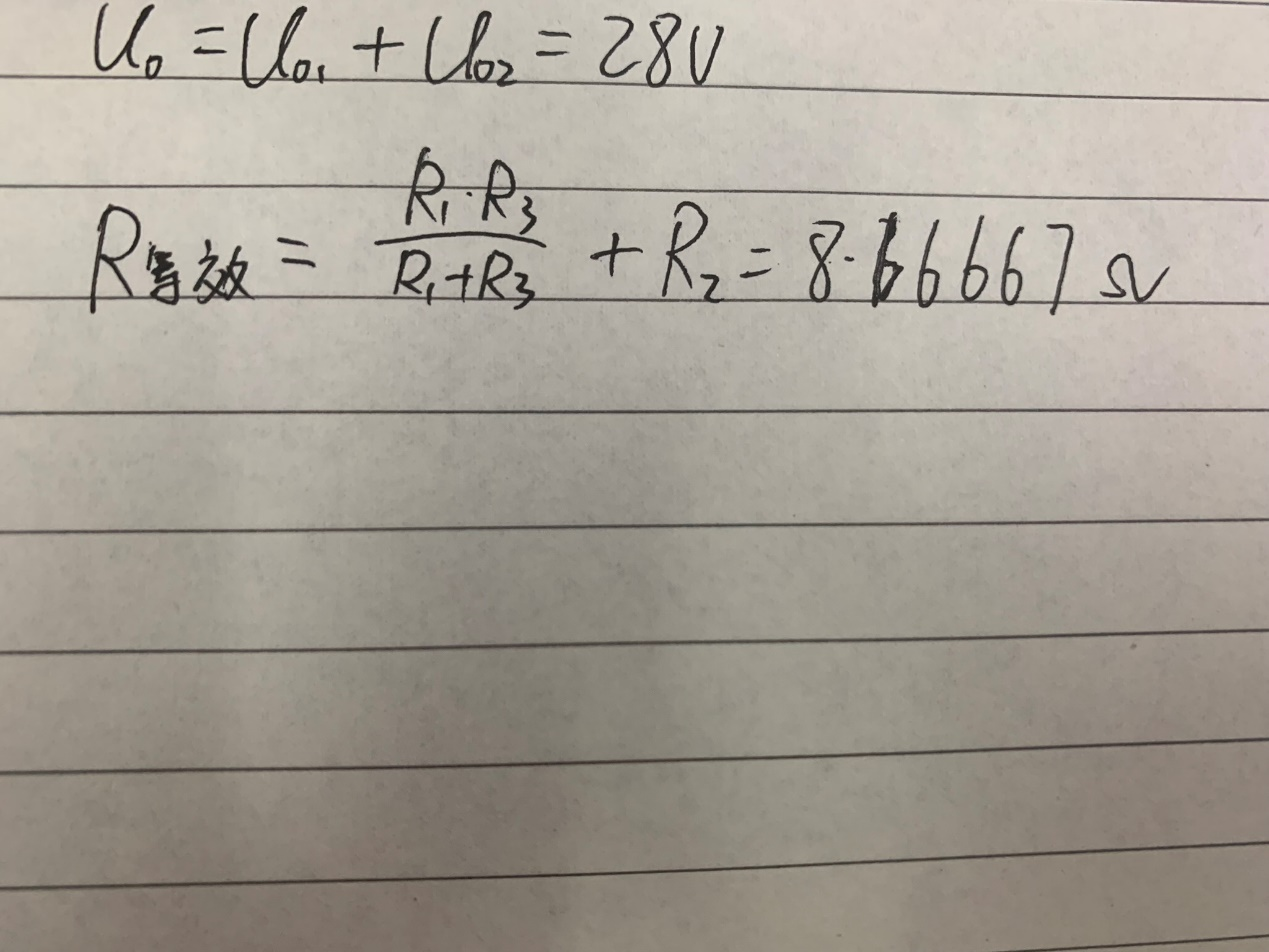 U₀ = U₀₁ + U₀₂ = 28V
R等效 = (R₁·R₃)/(R₁+R₃) + R₂ = 8.66667 Ω